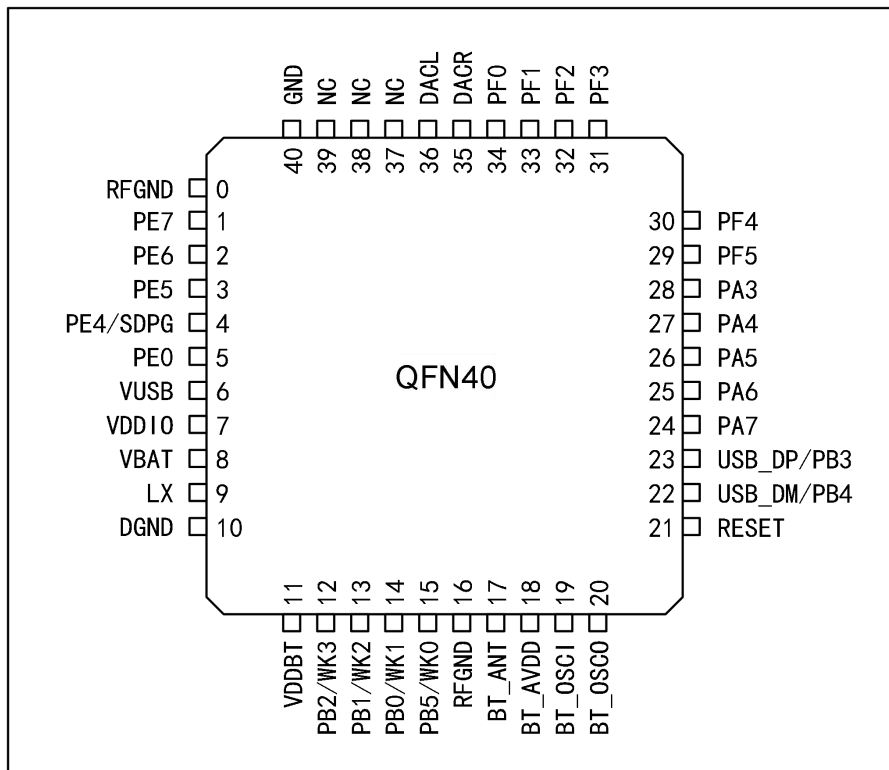 GND NC NC NC DACL DACR PF0 PF1 PF2 PF3
40 39 38 37 36 35 34 33 32 31
RFGND 0
PE7 1
PE6 2
PE5 3
PE4/SDPG 4
PE0 5
VUSB 6
VDDIO 7
VBAT 8
LX 9
DGND 10
QFN40
30 PF4
29 PF5
28 PA3
27 PA4
26 PA5
25 PA6
24 PA7
23 USB_DP/PB3
22 USB_DM/PB4
21 RESET
11 12 13 14 15 16 17 18 19 20
VDDBT PB2/WK3 PB1/WK2 PB0/WK1 PB5/WK0 RFGND BT_ANT BT_AVDD BT_OSCI BT_OSCO